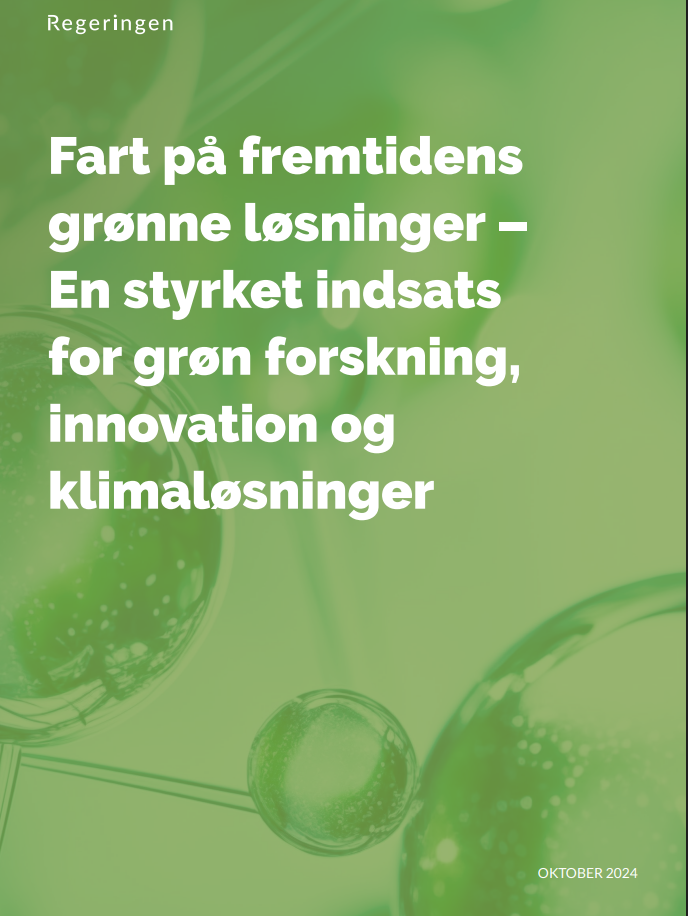 Regeringen
Fart på fremtidens
grønne løsninger –
En styrket indsats
for grøn forskning,
innovation og
klimaløsninger
OKTOBER 2024